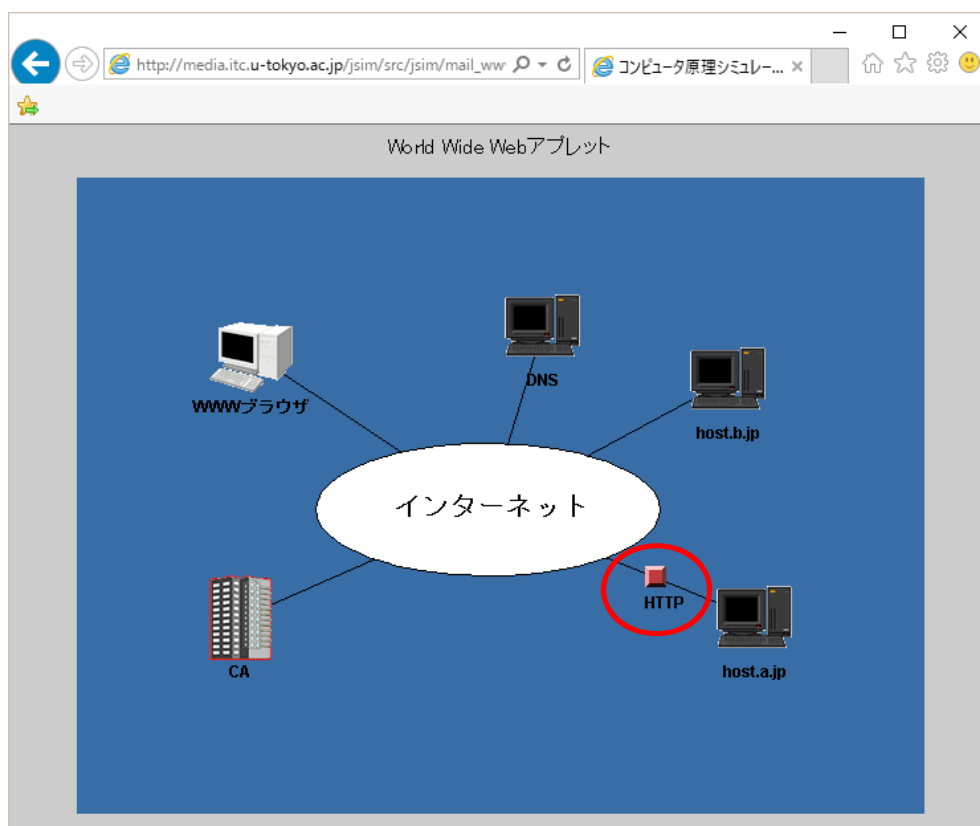 http://media.itc.u-tokyo.ac.jp/jsim/src/jsim/mail_ww
コンピュータ原理シミュレー...
World Wide Webアプレット
DNS
WWWブラウザ
host.b.jp
インターネット
HTTP
CA
host.a.jp